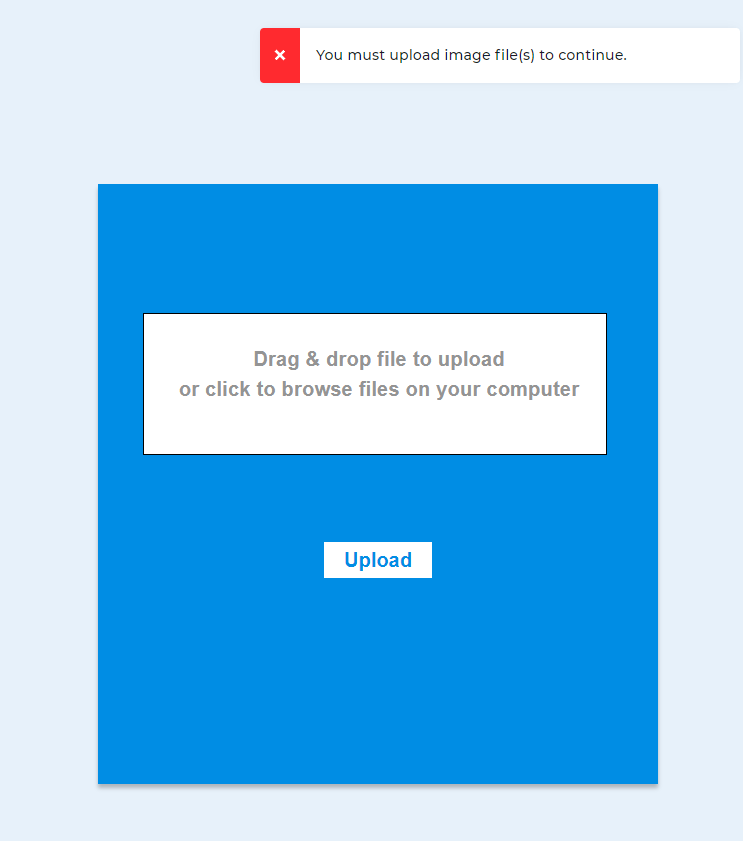 You must upload image file(s) to continue.
Drag & drop file to upload
or click to browse files on your computer
Upload